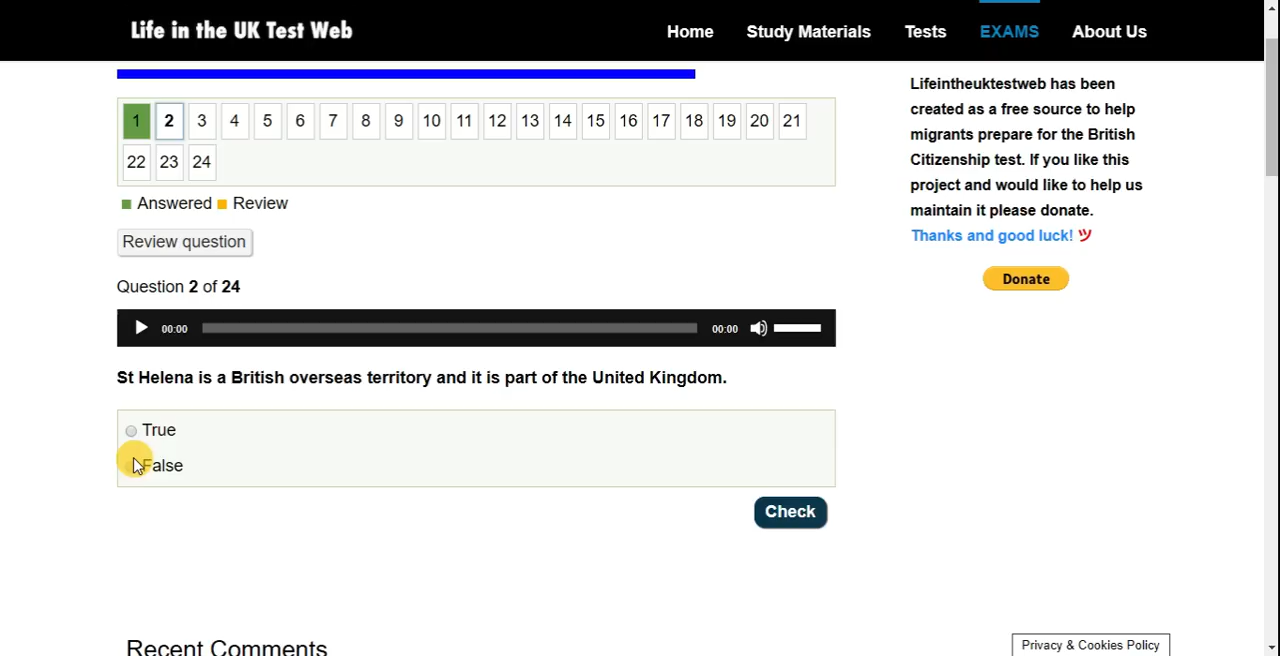 Life in the UK Test Web
Home Study Materials Tests EXAMS About Us
1 2 3 4 5 6 7 8 9 10 11 12 13 14 15 16 17 18 19 20 21
22 23 24
Answered Review
Review question
Question 2 of 24
00:00 00:00
St Helena is a British overseas territory and it is part of the United Kingdom.
True
False
Check
Recent Comments
Lifeintheuktestweb has been
created as a free source to help
migrants prepare for the British
Citizenship test. If you like this
project and would like to help us
maintain it please donate.
Thanks and good luck! ツ
Donate
Privacy & Cookies Policy